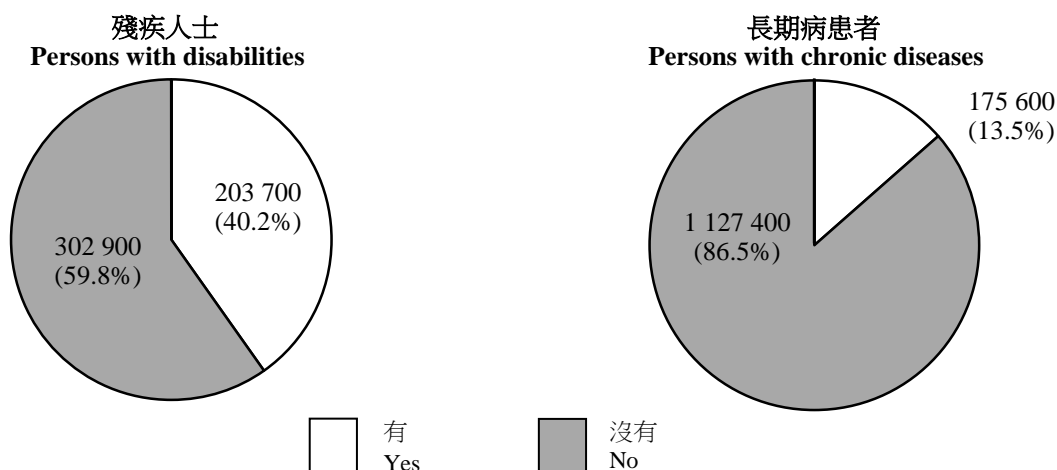 殘疾人士
Persons with disabilities
203 700
(40.2%)
302 900
(59.8%)
長期病患者
Persons with chronic diseases
175 600
(13.5%)
1 127 400
(86.5%)
有
Yes
沒有
No